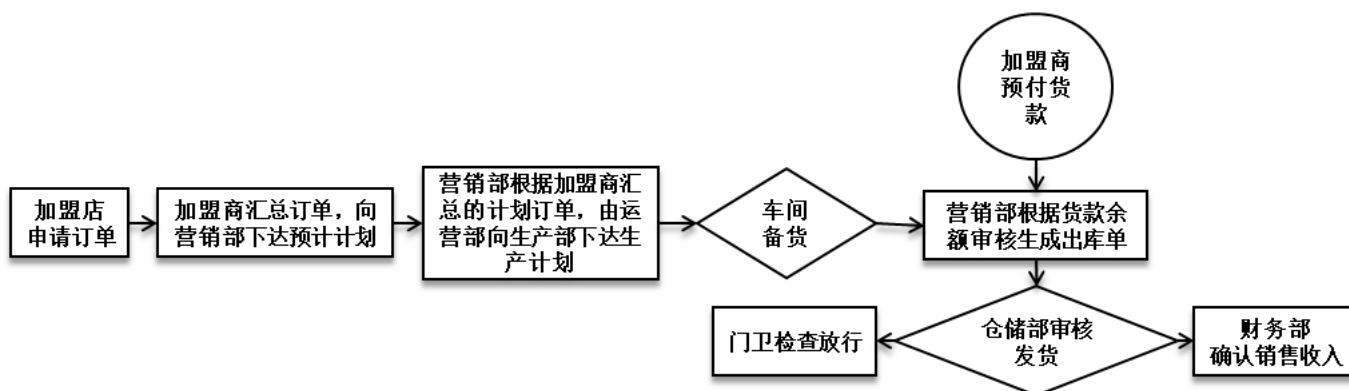 加盟商
预付货
款
加盟店
申请订单
加盟商汇总订单，向
营销部下达预计计划
营销部根据加盟商汇
总的计划订单，由运
营部向生产部下达生
产计划
车间
备货
营销部根据货款余
额审核生成出库单
门卫检查放行
仓储部审核
发货
财务部
确认销售收入